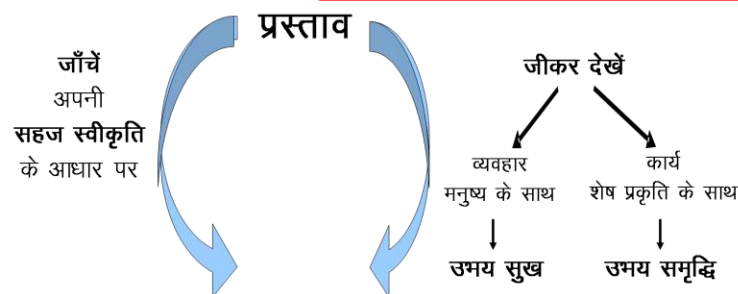 प्रस्ताव
जाँचें
अपनी
सहज स्वीकृति
के आधार पर
जीकर देखें
व्यवहार
मनुष्य के साथ
उभय सुख
कार्य
शेष प्रकृति के साथ
उभय समृद्धि